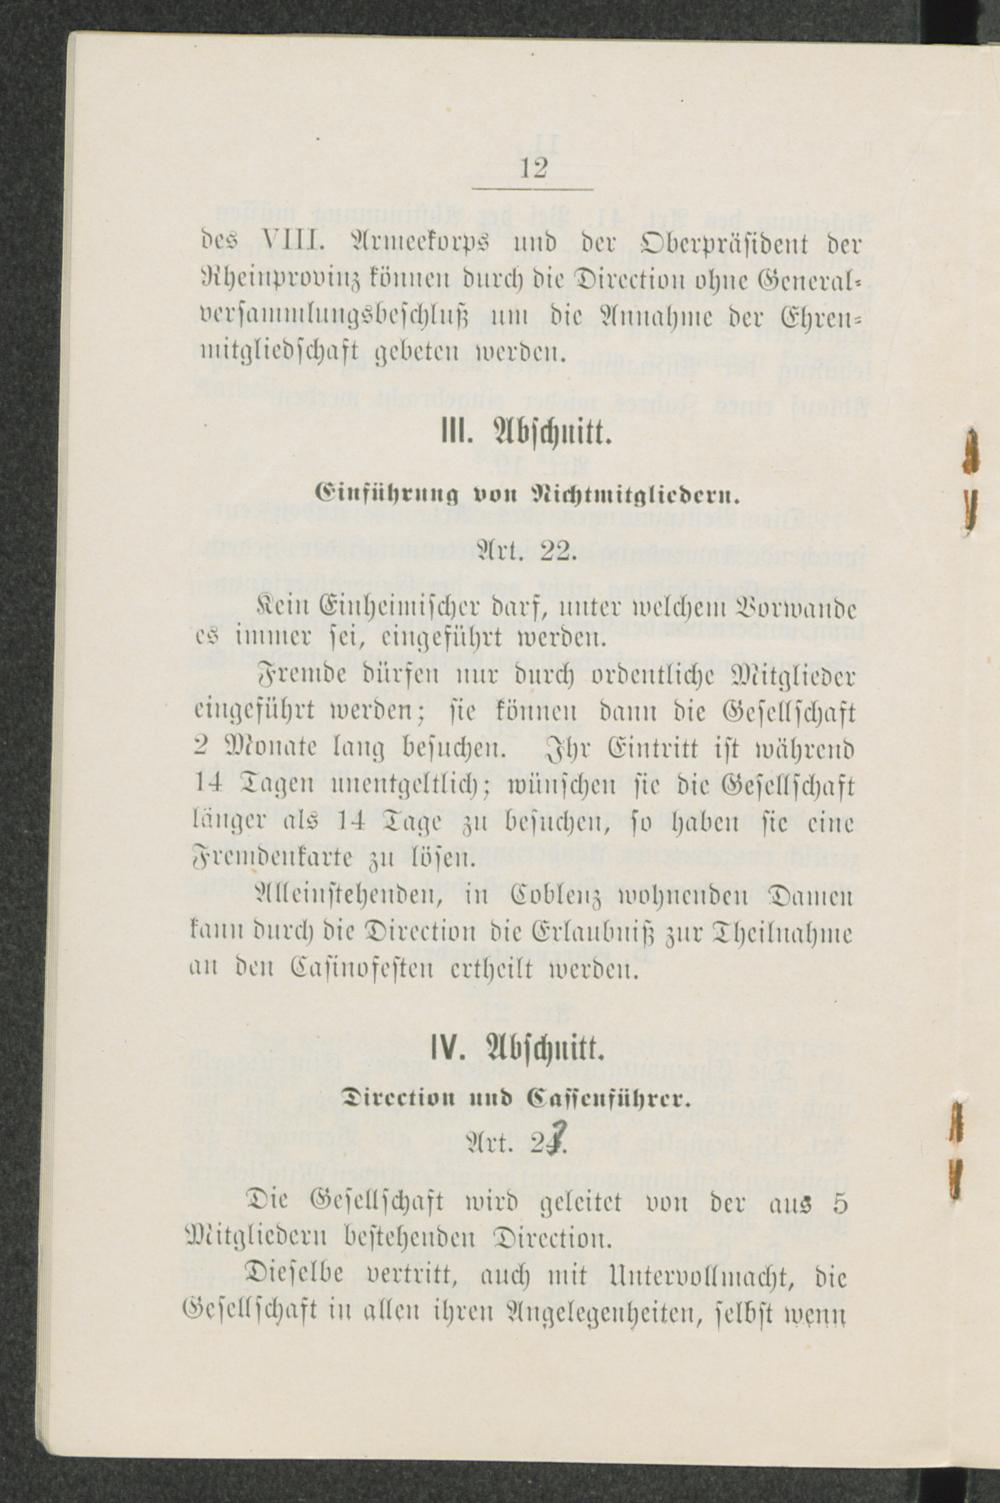 12
des VIII. Armeekorps und der Oberpräsident der
Rheinprovinz können durch die Direction ohne General-
versammlungsbeschluß um die Annahme der Ehren-
mitgliedschaft gebeten werden.
III. Abschnitt.
Einführung von Nichtmitgliedern.
Art. 22.
Kein Einheimischer darf, unter welchem Vorwande
es immer sei, eingeführt werden.
Fremde dürfen nur durch ordentliche Mitglieder
eingeführt werden; sie können dann die Gesellschaft
2 Monate lang besuchen. Ihr Eintritt ist während
14 Tagen unentgeltlich; wünschen sie die Gesellschaft
länger als 14 Tage zu besuchen, so haben sie eine
Fremdenkarte zu lösen.
Alleinstehenden, in Coblenz wohnenden Damen
kann durch die Direction die Erlaubniß zur Theilnahme
an den Casinofesten ertheilt werden.
IV. Abschnitt.
Direction und Cassenführer.
Art. 23.
Die Gesellschaft wird geleitet von der aus 5
Mitgliedern bestehenden Direction.
Dieselbe vertritt, auch mit Untervollmacht, die
Gesellschaft in allen ihren Angelegenheiten, selbst wenn